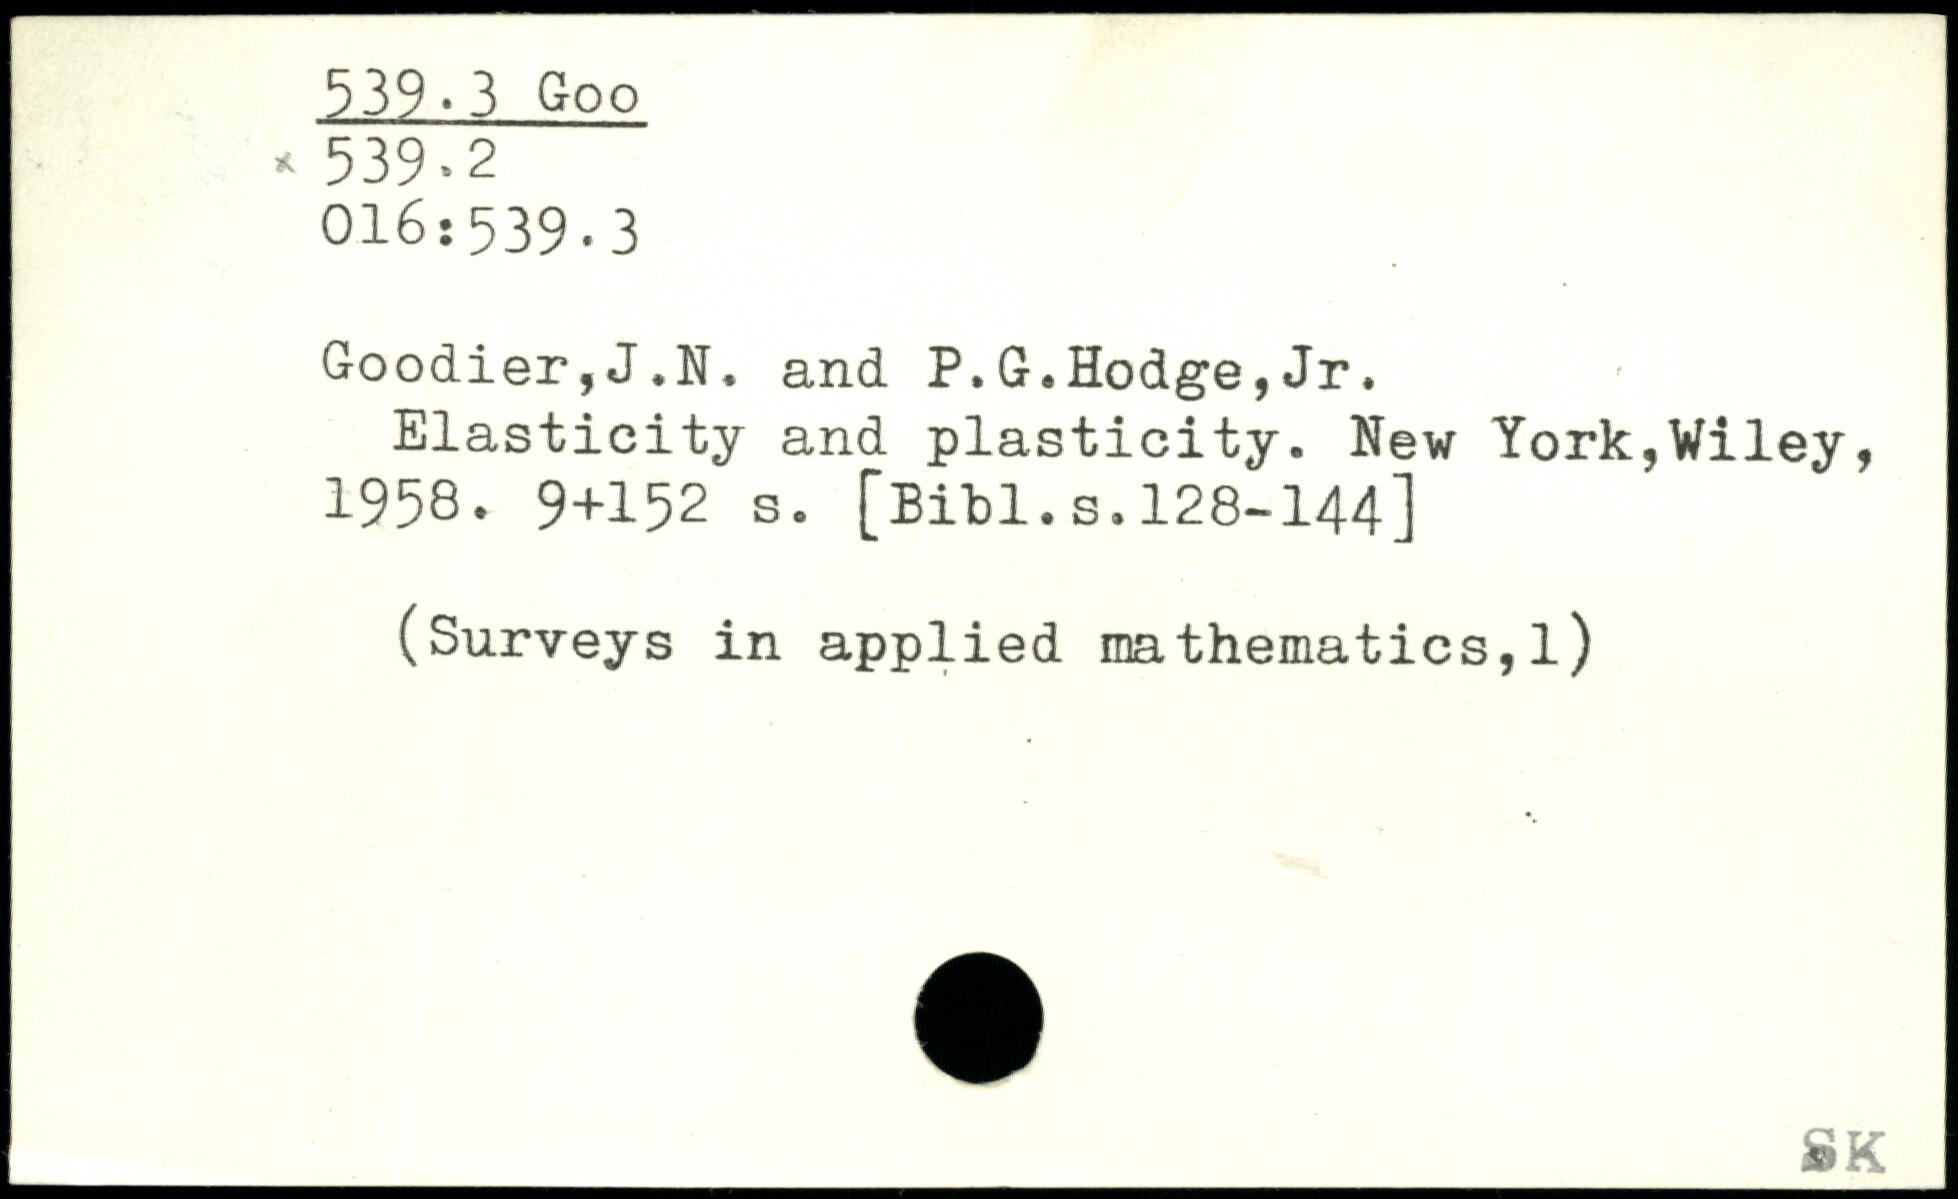 539.3 Goo
x 539.2
016:539.3
Goodier,J.N. and P.G.Hodge,Jr.
Elasticity and plasticity. New York,Wiley,
1958. 9+152 s. [Bibl.s.128-144]
(Surveys in applied mathematics,1)
SK